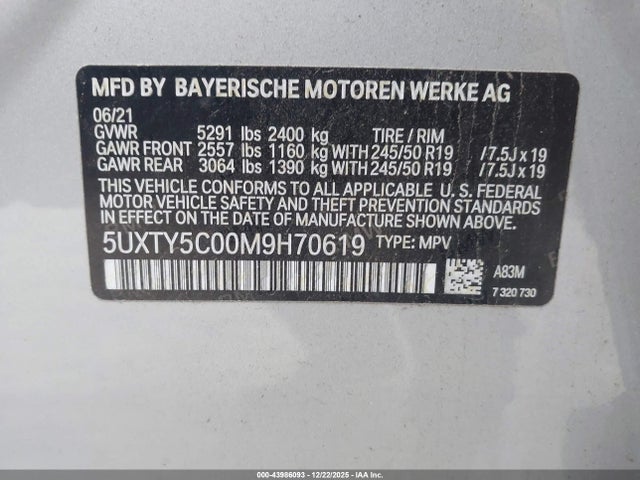 MFD BY BAYERISCHE MOTOREN WERKE AG
06/21
GVWR 5291 lbs 2400 kg TIRE / RIM
GAWR FRONT 2557 lbs 1160 kg WITH 245/50 R19 /7.5J x 19
GAWR REAR 3064 lbs 1390 kg WITH 245/50 R19 /7.5J x 19
THIS VEHICLE CONFORMS TO ALL APPLICABLE U. S. FEDERAL
MOTOR VEHICLE SAFETY AND THEFT PREVENTION STANDARDS
IN EFFECT ON THE DATE OF MANUFACTURE SHOWN ABOVE.
5UXTY5C00M9H70619 TYPE: MPV
A83M
7 320 730
000-43986093 - 12/22/2025 - IAA Inc.